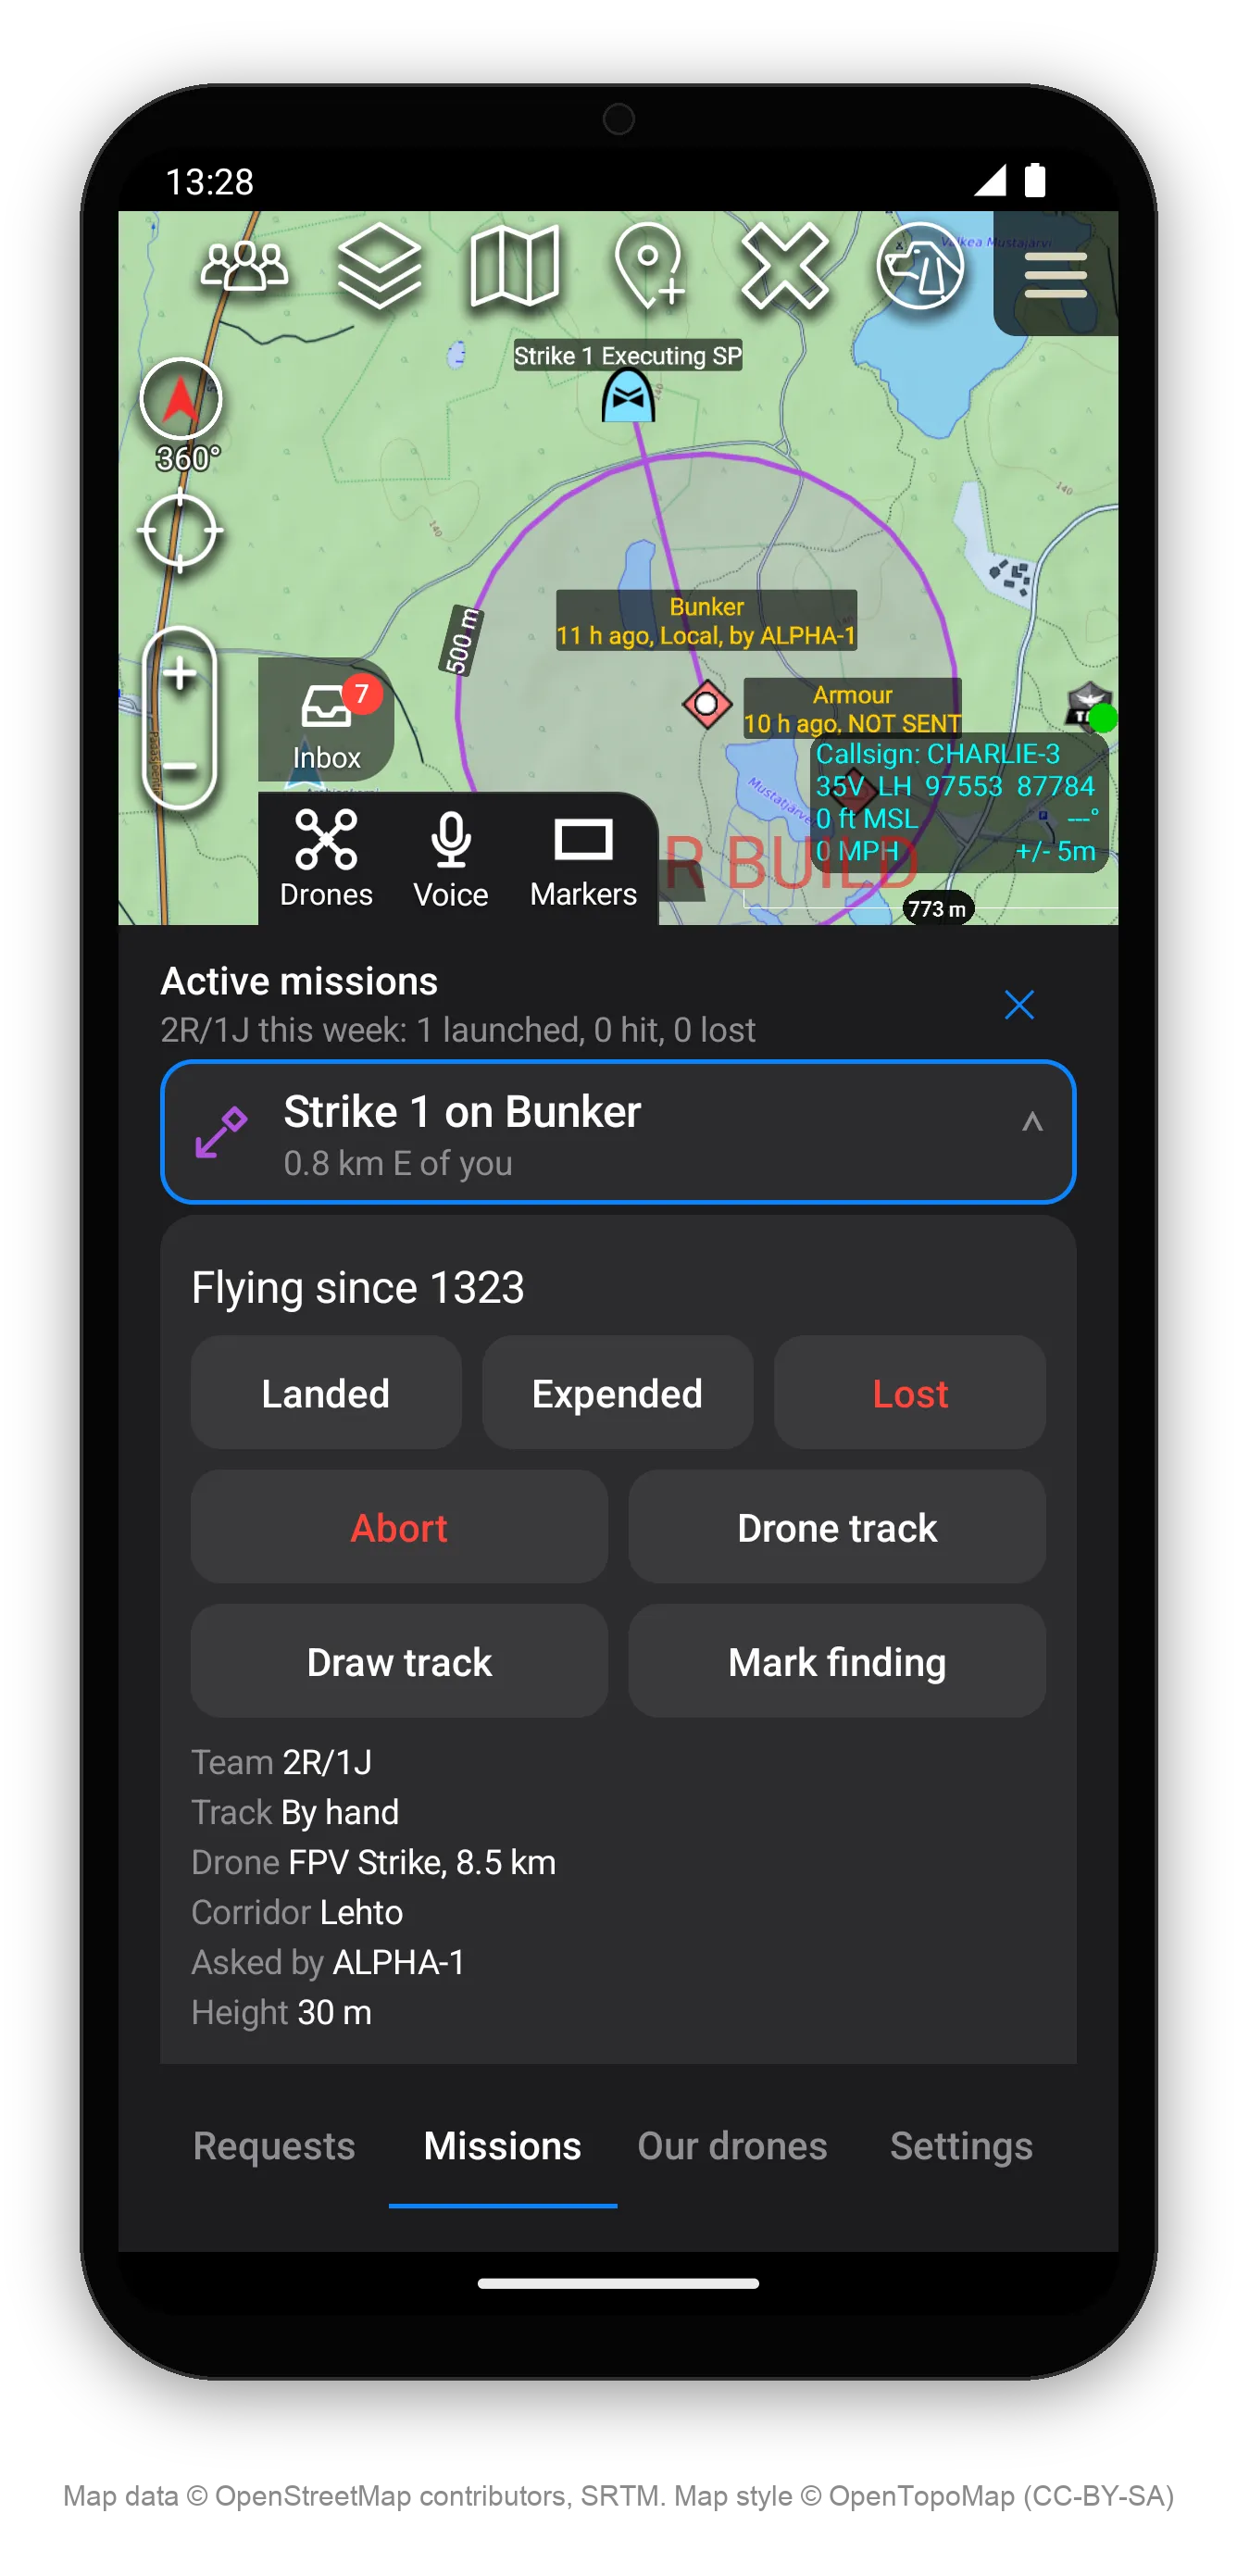 13:28
Valkea Mustajärvi
Strike 1 Executing SP
360°
140
140
500 m
Bunker
11 h ago, Local, by ALPHA-1
Armour
10 h ago, NOT SENT
7
Inbox
Callsign: CHARLIE-3
35V LH 97553 87784
0 ft MSL ---°
0 MPH +/- 5m
Mustatjärvi
R BUILD
Drones Voice Markers
773 m
Active missions
2R/1J this week: 1 launched, 0 hit, 0 lost
Strike 1 on Bunker
0.8 km E of you
Flying since 1323
Landed Expended Lost
Abort Drone track
Draw track Mark finding
Team 2R/1J
Track By hand
Drone FPV Strike, 8.5 km
Corridor Lehto
Asked by ALPHA-1
Height 30 m
Requests Missions Our drones Settings
Map data © OpenStreetMap contributors, SRTM. Map style © OpenTopoMap (CC-BY-SA)